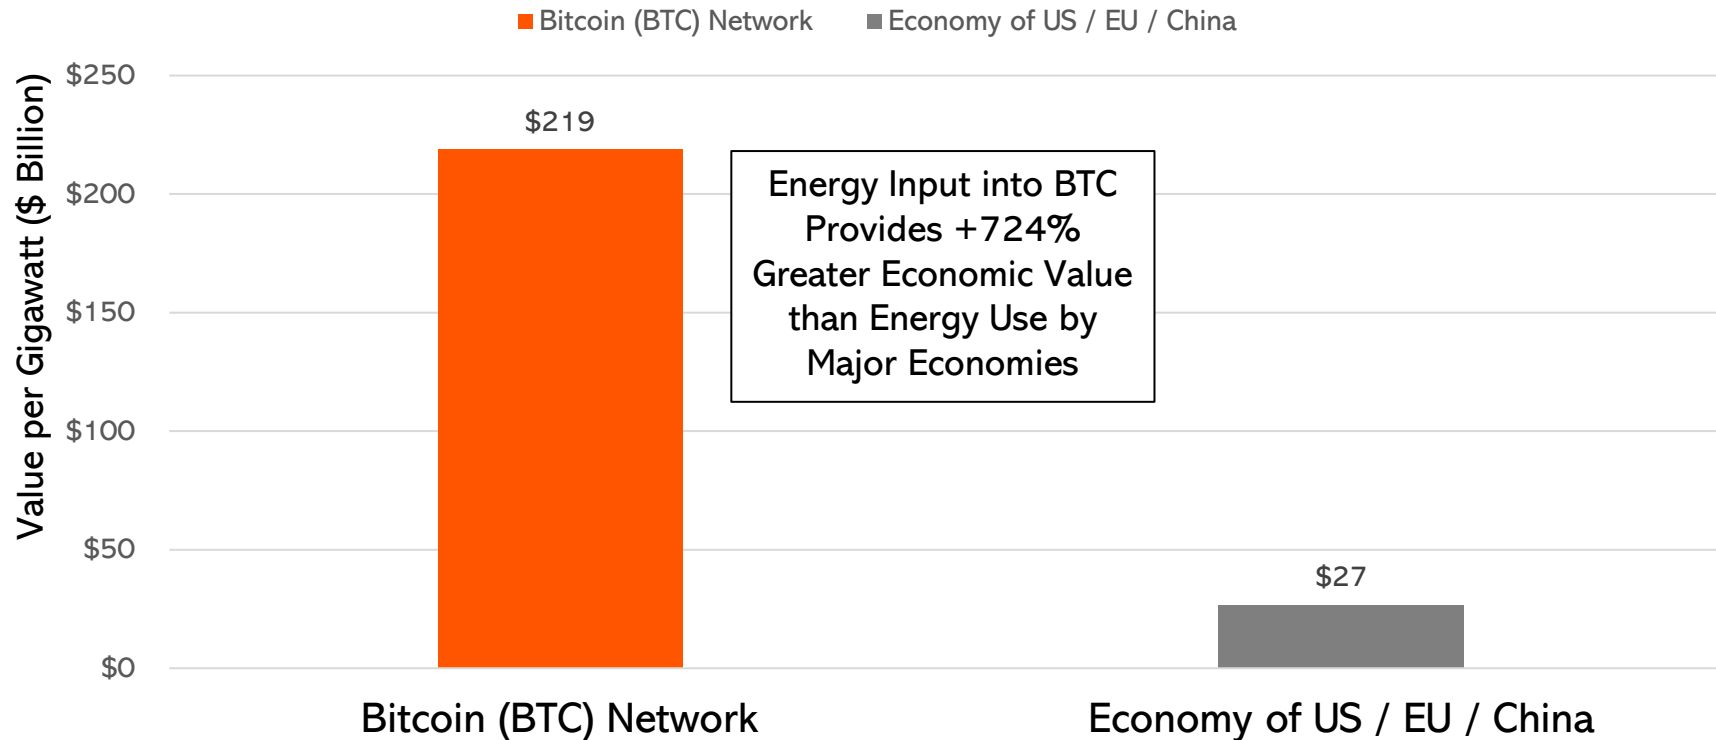 Bitcoin (BTC) Network
Economy of US / EU / China
Value per Gigawatt ($ Billion)
$250
$200
$150
$100
$50
$0
$219
Energy Input into BTC
Provides +724%
Greater Economic Value
than Energy Use by
Major Economies
$27
Bitcoin (BTC) Network
Economy of US / EU / China